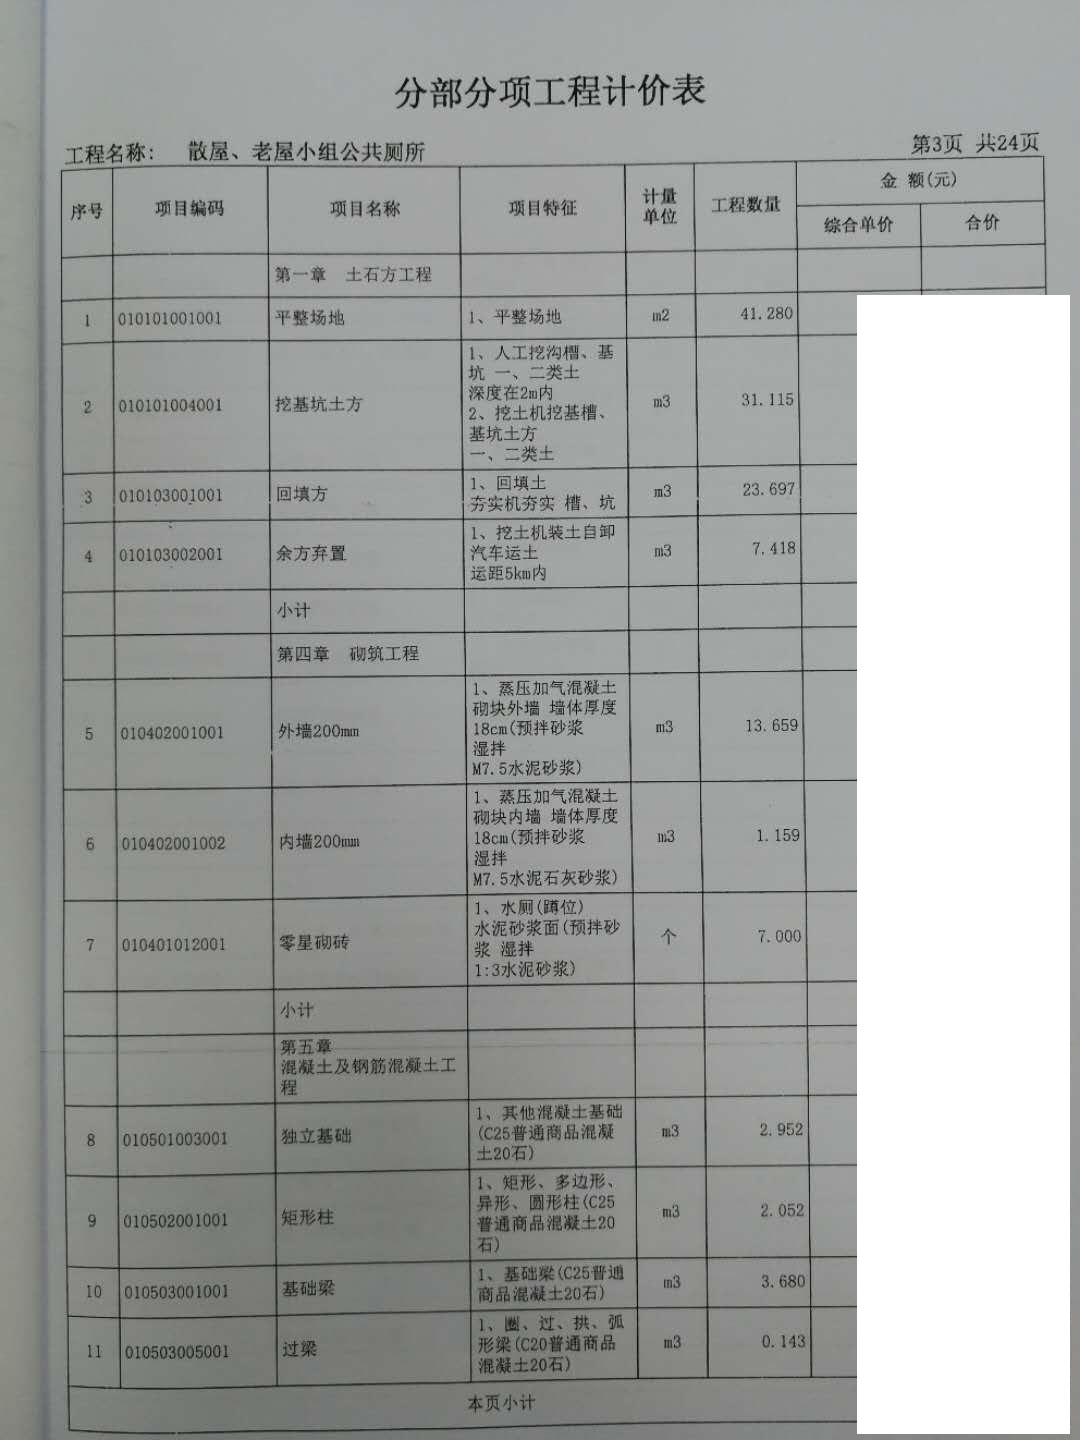 分部分项工程计价表
工程名称: 散屋、老屋小组公共厕所
第3页 共24页
序号 项目编码 项目名称 项目特征 计量单位 工程数量 金 额(元)
综合单价 合价
第一章 土石方工程
1 010101001001 平整场地 1、平整场地 m2 41.280
2 010101004001 挖基坑土方 1、人工挖沟槽、基
坑 一、二类土
深度在2m内
2、挖土机挖基槽、
基坑土方
一、二类土
m3 31.115
3 010103001001 回填方 1、回填土
夯实机夯实 槽、坑
m3 23.697
4 010103002001 余方弃置 1、挖土机装土自卸
汽车运土
运距5km内
m3 7.418
小计
第四章 砌筑工程
5 010402001001 外墙200mm 1、蒸压加气混凝土
砌块外墙 墙体厚度
18cm(预拌砂浆
湿拌
M7.5水泥砂浆)
m3 13.659
6 010402001002 内墙200mm 1、蒸压加气混凝土
砌块内墙 墙体厚度
18cm(预拌砂浆
湿拌
M7.5水泥石灰砂浆)
m3 1.159
7 010401012001 零星砌砖 1、水厕(蹲位)
水泥砂浆面(预拌砂
浆 湿拌
1:3水泥砂浆)
个 7.000
小计
第五章
混凝土及钢筋混凝土工
程
8 010501003001 独立基础 1、其他混凝土基础
(C25普通商品混凝
土20石)
m3 2.952
9 010502001001 矩形柱 1、矩形、多边形、
异形、圆形柱(C25
普通商品混凝土20
石)
m3 2.052
10 010503001001 基础梁 1、基础梁(C25普通
商品混凝土20石)
m3 3.680
11 010503005001 过梁 1、圈、过、拱、弧
形梁(C20普通商品
混凝土20石)
m3 0.143
本页小计